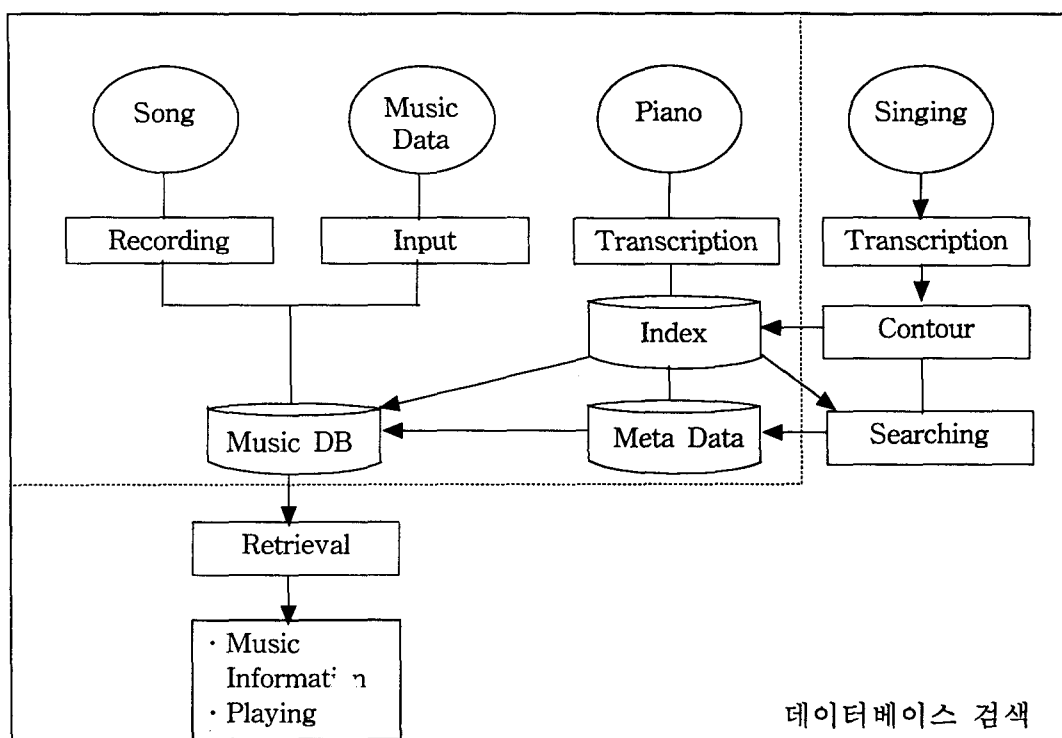 Song
Music
Data
Piano
Singing
Recording
Input
Transcription
Transcription
Index
Contour
Music DB
Meta Data
Searching
Retrieval
· Music
· Playing
데이터베이스 검색